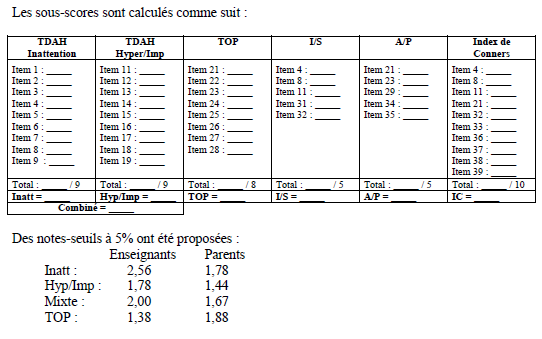 Les sous-scores sont calculés comme suit :
TDAH Inattention TDAH Hyper/Imp TOP I/S A/P Index de Conners
Item 1 : _____ Item 11 : _____ Item 21 : _____ Item 4 : _____ Item 21 : _____ Item 4 : _____
Item 2 : _____ Item 12 : _____ Item 22 : _____ Item 8 : _____ Item 23 : _____ Item 8 : _____
Item 3 : _____ Item 13 : _____ Item 23 : _____ Item 11 : _____ Item 29 : _____ Item 11 : _____
Item 4 : _____ Item 14 : _____ Item 24 : _____ Item 31 : _____ Item 34 : _____ Item 21 : _____
Item 5 : _____ Item 15 : _____ Item 25 : _____ Item 32 : _____ Item 35 : _____ Item 32 : _____
Item 6 : _____ Item 16 : _____ Item 26 : _____ Item 33 : _____
Item 7 : _____ Item 17 : _____ Item 27 : _____ Item 36 : _____
Item 8 : _____ Item 18 : _____ Item 28 : _____ Item 37 : _____
Item 9 : _____ Item 19 : _____ Item 38 : _____
Item 39 : _____
Total : _____ / 9 Total : _____ / 9 Total : _____ / 8 Total : _____ / 5 Total : _____ / 5 Total : _____ / 10
Inatt = _____ Hyp/Imp = _____ TOP = _____ I/S = _____ A/P = _____ IC = _____
Combiné = _____
Des notes-seuils à 5% ont été proposées :
Enseignants Parents
Inatt : 2,56 1,78
Hyp/Imp : 1,78 1,44
Mixte : 2,00 1,67
TOP : 1,38 1,88